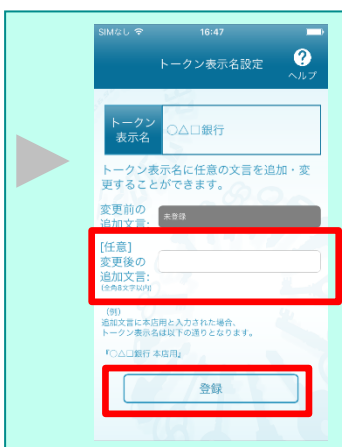 SIMなし 16:47
トークン表示名設定
?
ヘルプ
トークン
表示名
○△□銀行
トークン表示名に任意の文言を追加・変
更することができます。
変更前の
追加文言:
未登録
[任意]
変更後の
追加文言:
(全角8文字以内)
(例)
追加文言に本店用と入力された場合、
トークン表示名は以下の通りとなります。
『○△□銀行 本店用』
登録